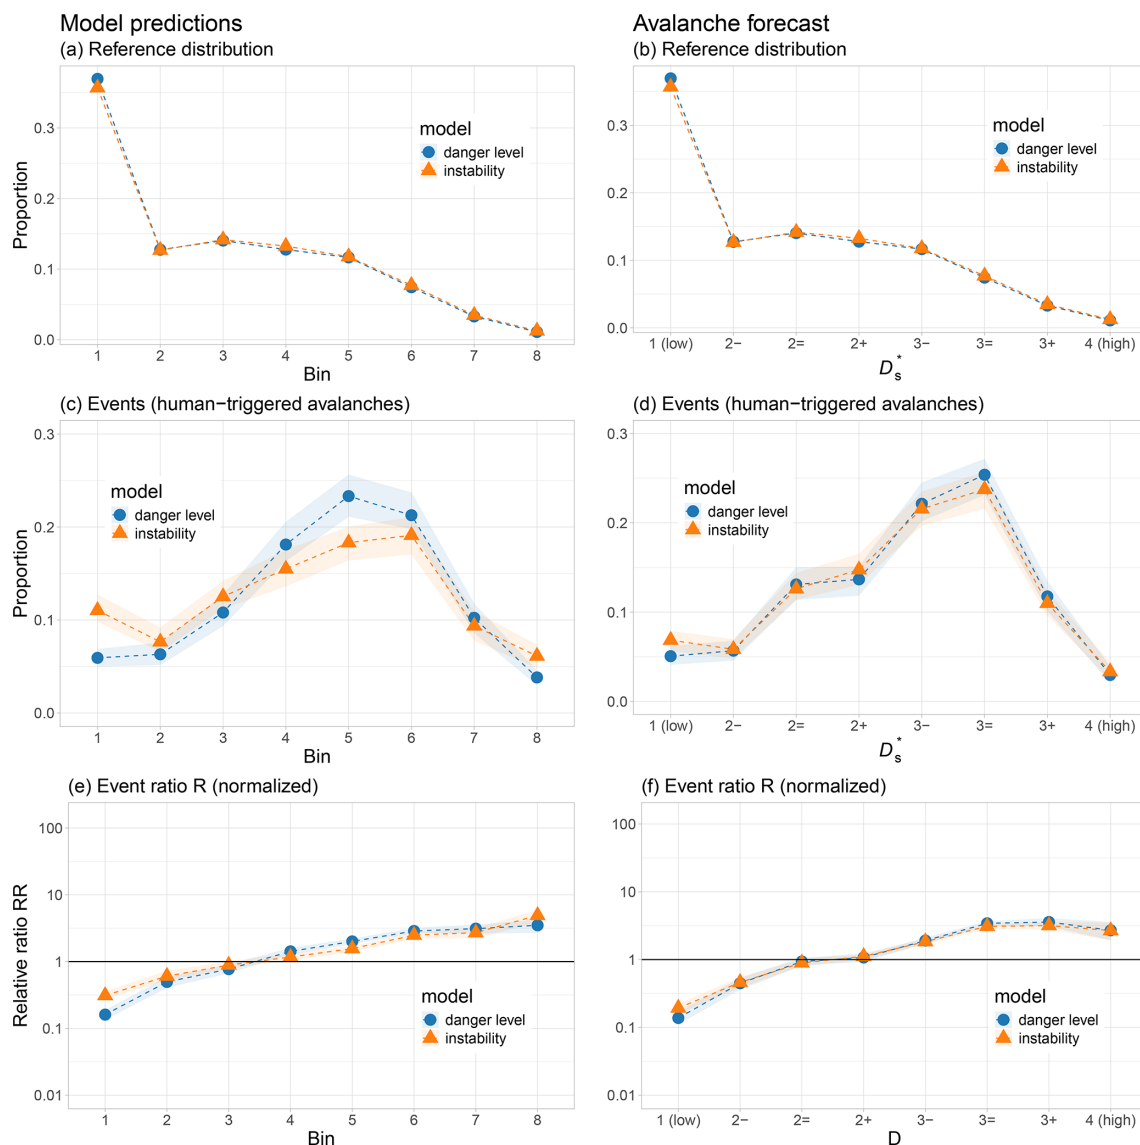 Model predictions
(a) Reference distribution
Proportion
0.3
0.2
0.1
0.0
model
danger level
instability
1 2 3 4 5 6 7 8
Bin
Avalanche forecast
(b) Reference distribution
0.3
0.2
0.1
0.0
model
danger level
instability
1 (low) 2− 2= 2+ 3− 3= 3+ 4 (high)
D*s
(c) Events (human−triggered avalanches)
Proportion
0.3
0.2
0.1
0.0
model
danger level
instability
1 2 3 4 5 6 7 8
Bin
(d) Events (human−triggered avalanches)
0.3
0.2
0.1
0.0
model
danger level
instability
1 (low) 2− 2= 2+ 3− 3= 3+ 4 (high)
D*s
(e) Event ratio R (normalized)
Relative ratio RR
100
10
1
0.1
0.01
model
danger level
instability
1 2 3 4 5 6 7 8
Bin
(f) Event ratio R (normalized)
100
10
1
0.1
0.01
model
danger level
instability
1 (low) 2− 2= 2+ 3− 3= 3+ 4 (high)
D